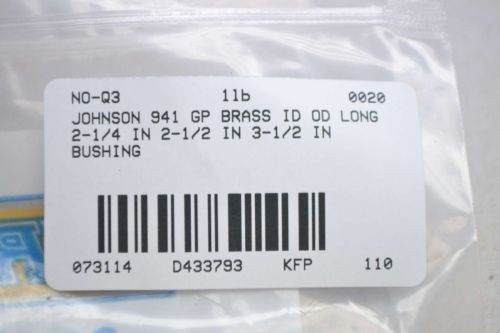 NO-Q3 1lb 0020
JOHNSON 941 GP BRASS ID OD LONG
2-1/4 IN 2-1/2 IN 3-1/2 IN
BUSHING
073114 D433793 KFP 110